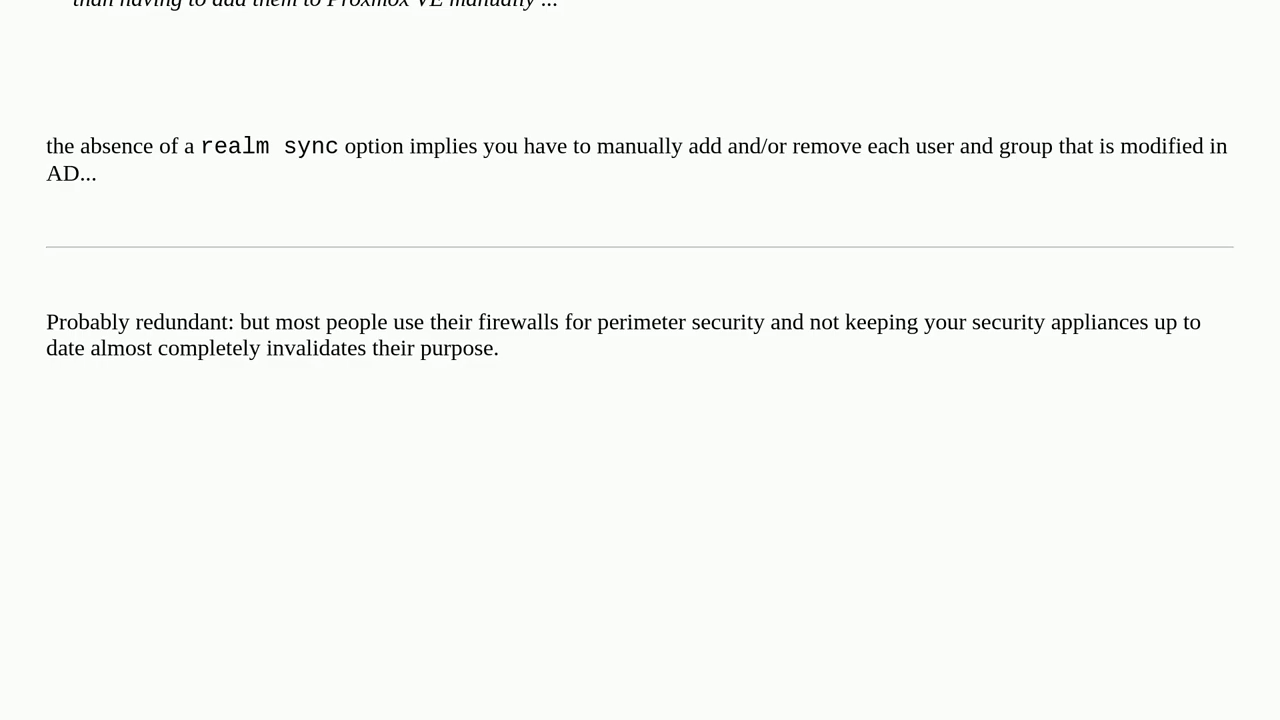 than having to add them to Proxmox VE manually ...
the absence of a realm sync option implies you have to manually add and/or remove each user and group that is modified in
AD...
Probably redundant: but most people use their firewalls for perimeter security and not keeping your security appliances up to
date almost completely invalidates their purpose.